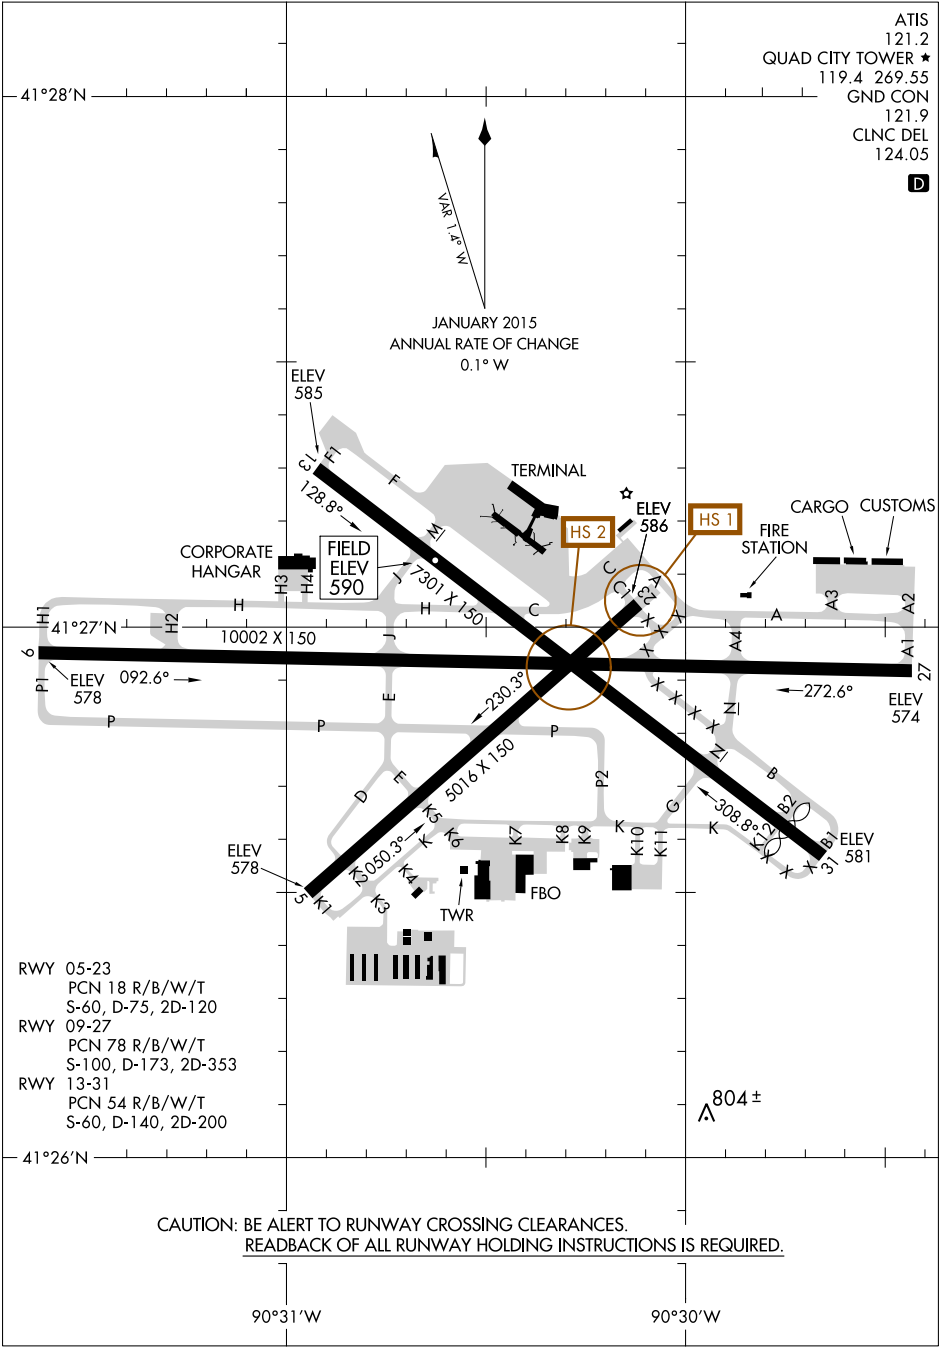 ATIS
121.2
QUAD CITY TOWER ★
119.4 269.55
GND CON
121.9
CLNC DEL
124.05
D
41°28'N
VAR 1.4° W
JANUARY 2015
ANNUAL RATE OF CHANGE
0.1° W
ELEV
585
13
F1
F
128.8°
TERMINAL
M
ELEV
586
HS 2
HS 1
CARGO
CUSTOMS
FIRE
STATION
CORPORATE
HANGAR
FIELD
ELEV
590
7301 X 150
H3
H4
J
C
C1
A
23
H1
H
H2
H
C
X
X
X
X
A
A3
A2
A4
A1
41°27'N
10002 X 150
J
9
ELEV
578
092.6°
P1
E
230.3°
27
272.6°
ELEV
574
P
P
P
X
X
X
X
N
N
5016 X 150
P2
B
D
E
K5
G
308.8°
B2
K12
B1
31
ELEV
581
X
X
X
ELEV
578
050.3°
K2
K
K6
K7
K8
K9
K
K10
K11
K
5
K1
K3
K4
TWR
FBO
RWY 05-23
PCN 18 R/B/W/T
S-60, D-75, 2D-120
RWY 09-27
PCN 78 R/B/W/T
S-100, D-173, 2D-353
RWY 13-31
PCN 54 R/B/W/T
S-60, D-140, 2D-200
804 ±
41°26'N
CAUTION: BE ALERT TO RUNWAY CROSSING CLEARANCES.
READBACK OF ALL RUNWAY HOLDING INSTRUCTIONS IS REQUIRED.
90°31'W
90°30'W